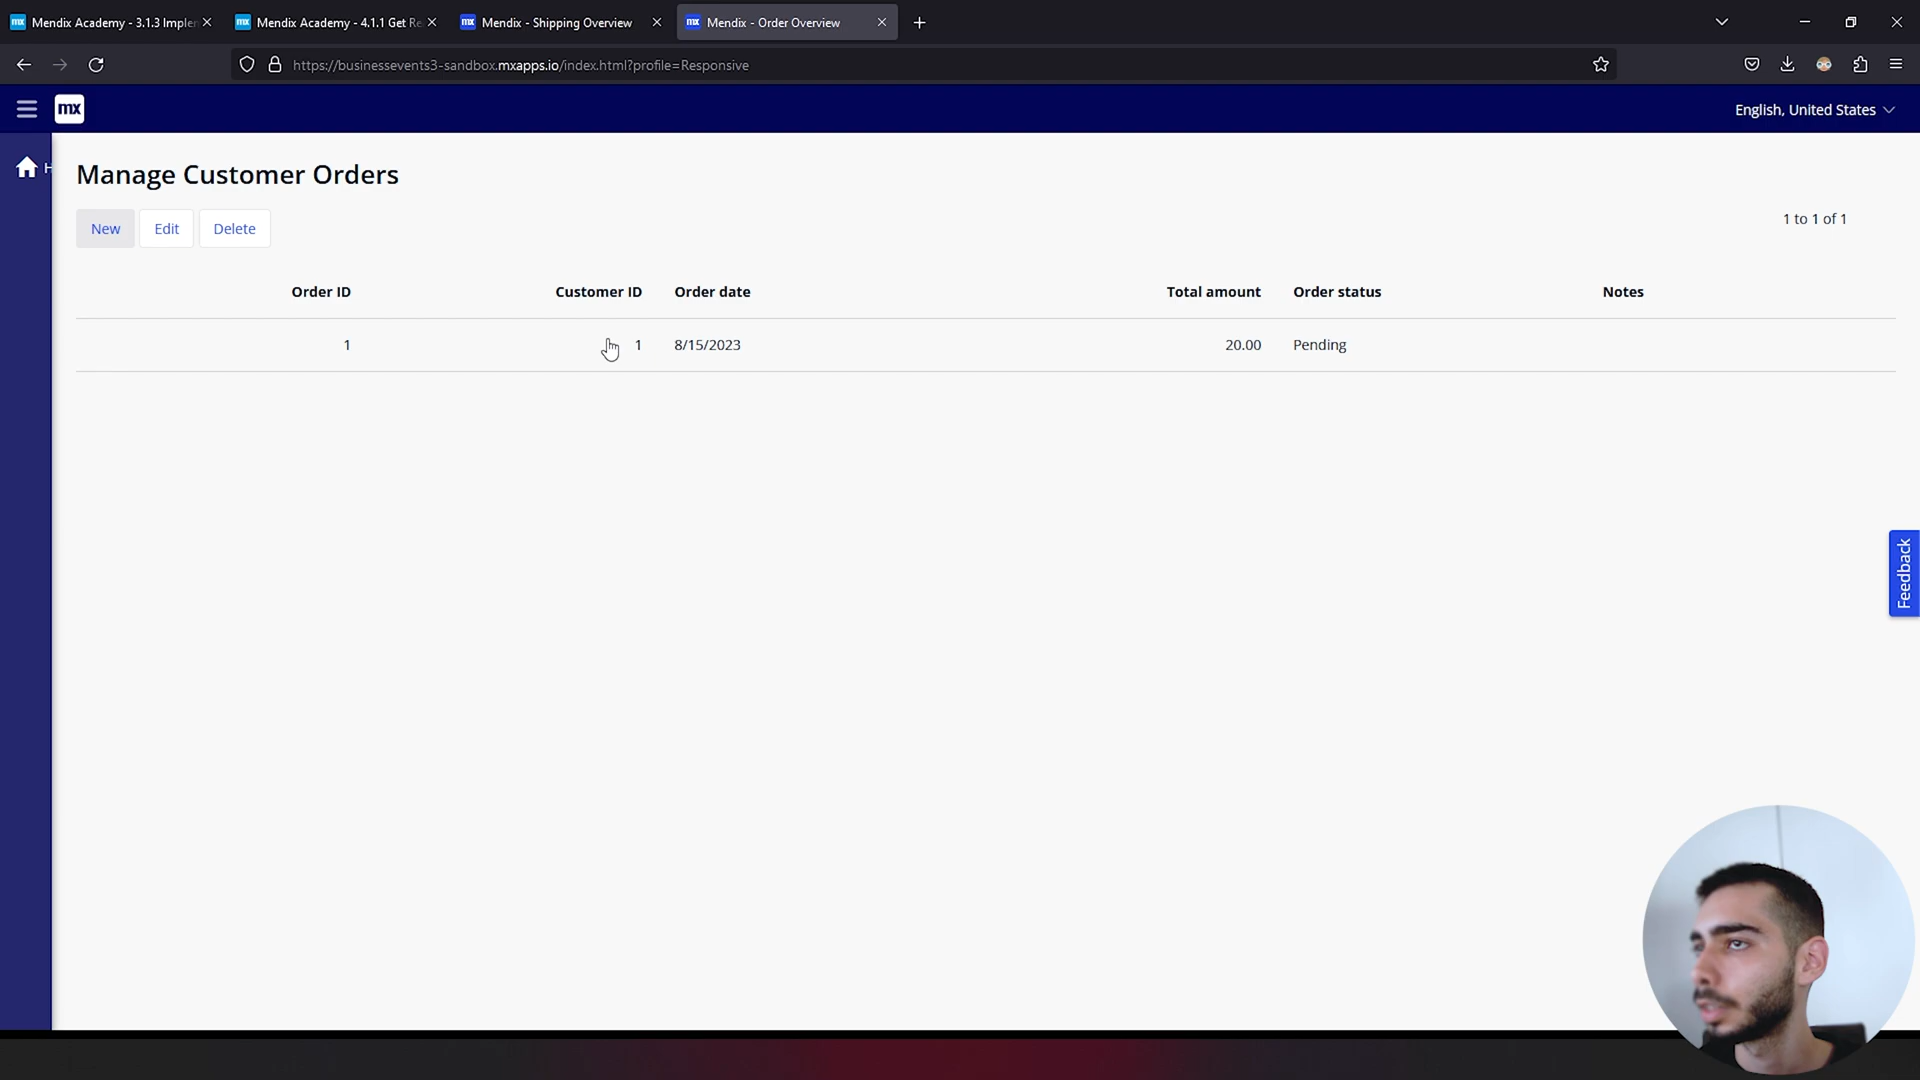 Mendix Academy - 3.1.3 Implen
Mendix Academy - 4.1.1 Get Re
Mendix - Shipping Overview
Mendix - Order Overview
https://businessevents3-sandbox.mxapps.io/index.html?profile=Responsive
mx
English, United States
H
Manage Customer Orders
New Edit Delete
1 to 1 of 1
Order ID Customer ID Order date Total amount Order status Notes
1 1 8/15/2023 20.00 Pending
Feedback